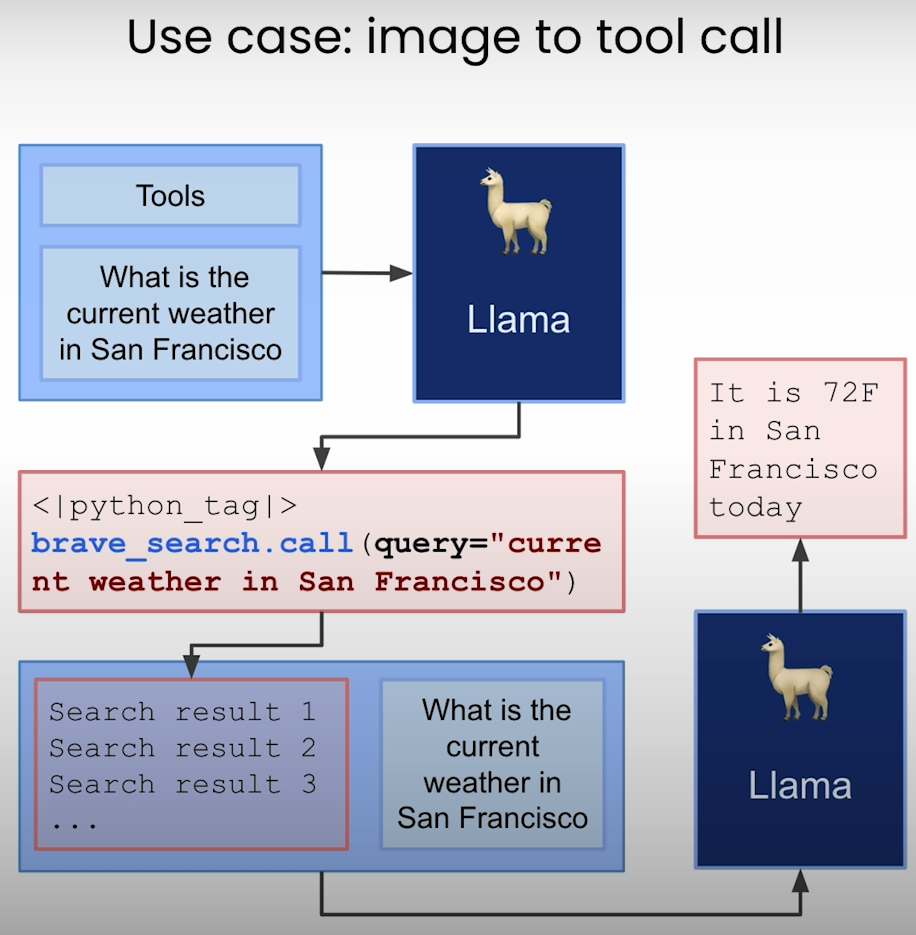 Use case: image to tool call
Tools
What is the
current weather
in San Francisco
Llama
<|python_tag|>
brave_search.call(query="curre
nt weather in San Francisco")
Search result 1
Search result 2
Search result 3
...
What is the
current
weather in
San Francisco
Llama
It is 72F
in San
Francisco
today